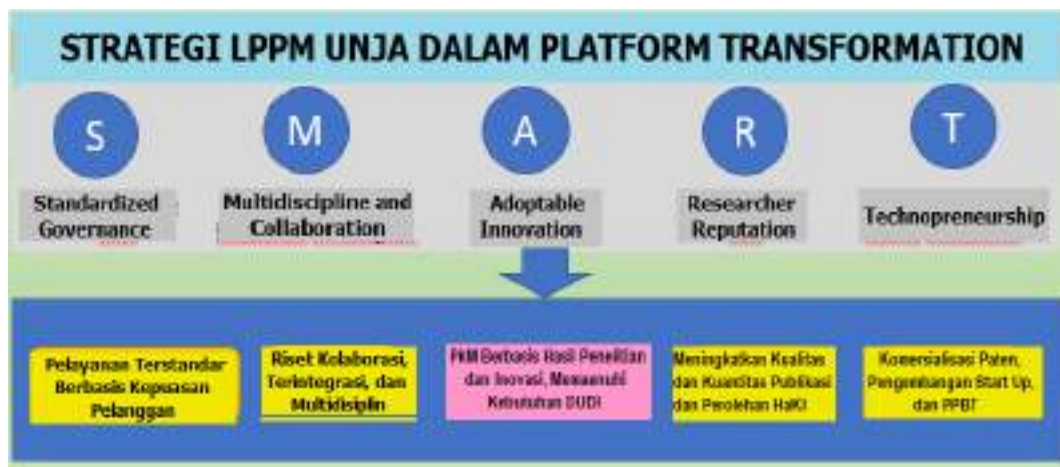 STRATEGI LPPM UNJA DALAM PLATFORM TRANSFORMATION
S
M
A
R
T
Standardized
Governance
Multidiscipline and
Collaboration
Adoptable
Innovation
Researcher
Reputation
Technopreneurship
Pelayanan Terstandar
Berbasis Kepuasan
Pelanggan
Riset Kolaborasi,
Terintegrasi, dan
Multidisiplin
PkM Berbasis Hasil Penelitian
dan Inovasi, Memenuhi
Kebutuhan DUDI
Meningkatkan Kualitas
dan Kuantitas Publikasi
dan Perolehan HaKI
Komersialisasi Paten,
Pengembangan Start Up,
dan PPBT